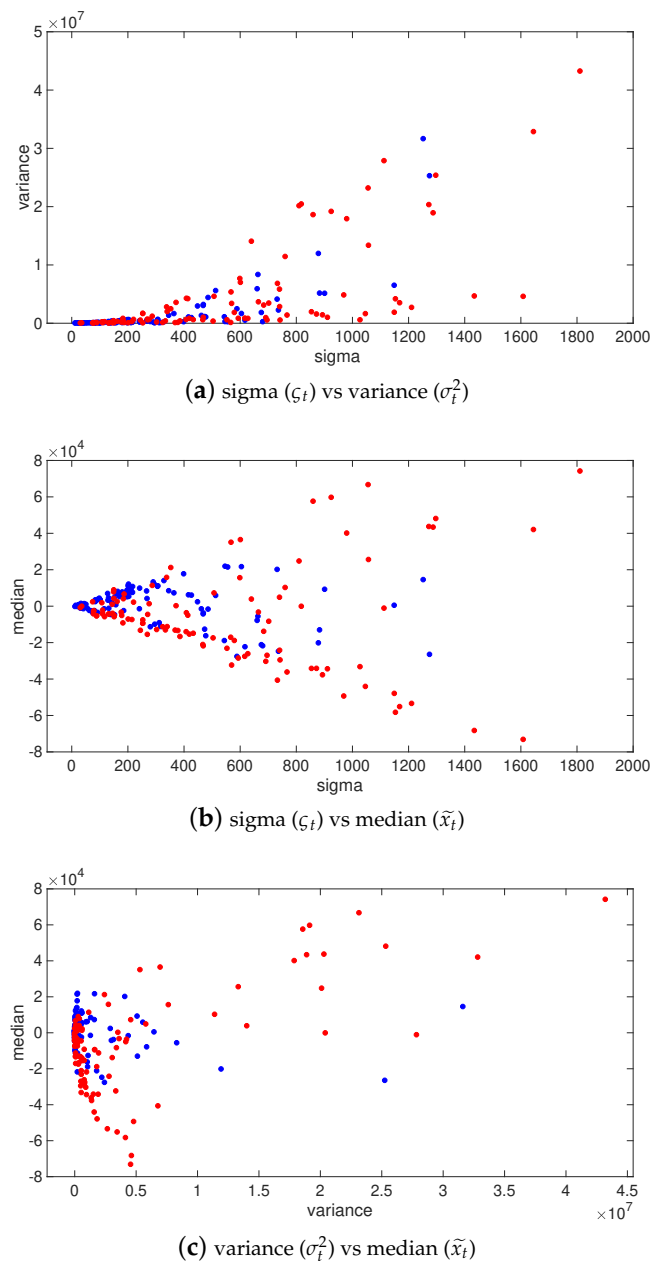 ×10^7
5
4
3
2
1
0
variance
0 200 400 600 800 1000 1200 1400 1600 1800 2000
sigma
(a) sigma (ς_t) vs variance (σ_t^2)
×10^4
8
6
4
2
0
-2
-4
-6
-8
median
0 200 400 600 800 1000 1200 1400 1600 1800 2000
sigma
(b) sigma (ς_t) vs median (x̃_t)
×10^4
8
6
4
2
0
-2
-4
-6
-8
median
0 0.5 1 1.5 2 2.5 3 3.5 4 4.5
variance
×10^7
(c) variance (σ_t^2) vs median (x̃_t)